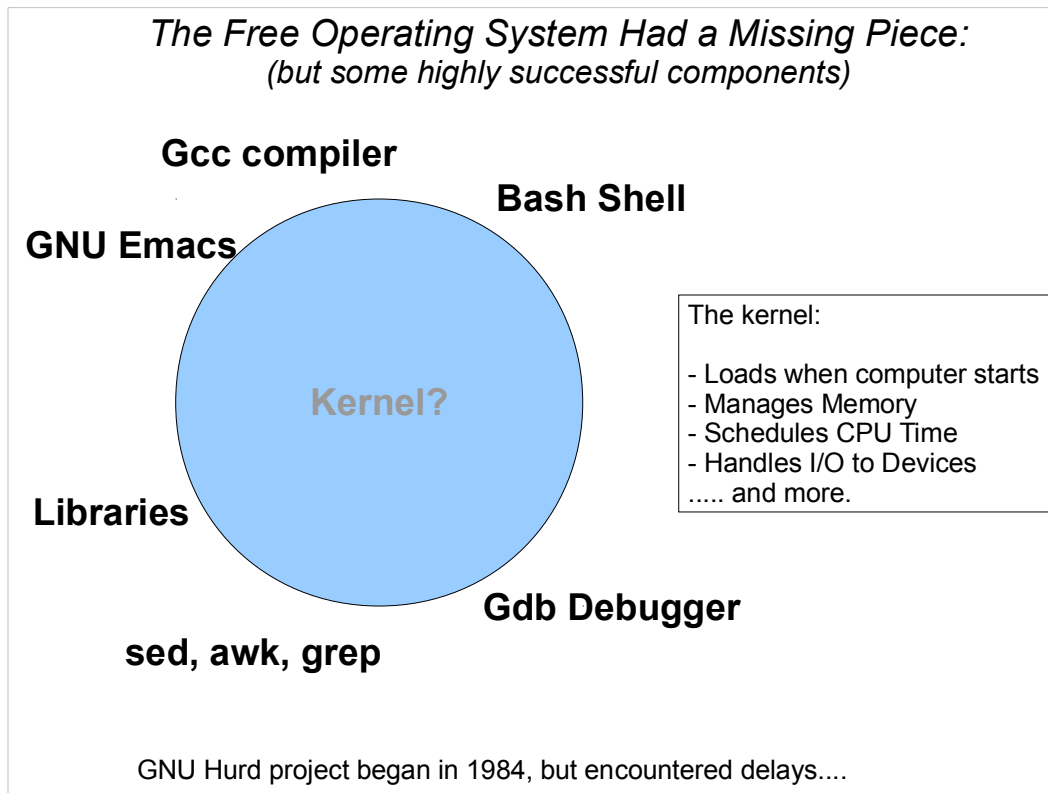 The Free Operating System Had a Missing Piece:
(but some highly successful components)
Gcc compiler
Bash Shell
GNU Emacs
Kernel?
The kernel:
- Loads when computer starts
- Manages Memory
- Schedules CPU Time
- Handles I/O to Devices
..... and more.
Libraries
Gdb Debugger
sed, awk, grep
GNU Hurd project began in 1984, but encountered delays....